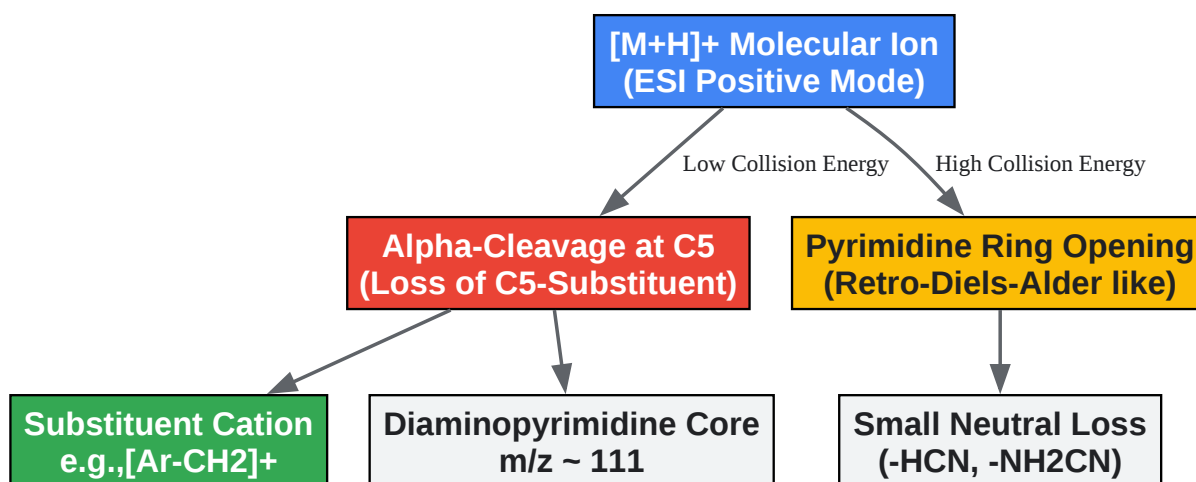 [M+H]+ Molecular Ion
(ESI Positive Mode)
Low Collision Energy
High Collision Energy
Alpha-Cleavage at C5
(Loss of C5-Substituent)
Pyrimidine Ring Opening
(Retro-Diels-Alder like)
Substituent Cation
e.g.,[Ar-CH2]+
Diaminopyrimidine Core
m/z ~ 111
Small Neutral Loss
(-HCN, -NH2CN)